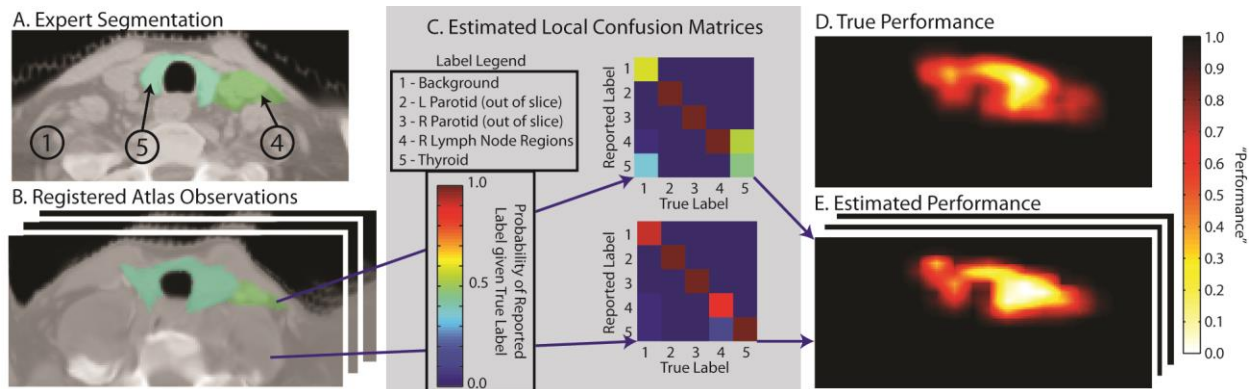 A. Expert Segmentation
1
5
4
B. Registered Atlas Observations
C. Estimated Local Confusion Matrices
Label Legend
1 - Background
2 - L Parotid (out of slice)
3 - R Parotid (out of slice)
4 - R Lymph Node Regions
5 - Thyroid
1.0
0.5
0.0
Probability of Reported
Label given True Label
Reported Label
1
2
3
4
5
1 2 3 4 5
True Label
Reported Label
1
2
3
4
5
1 2 3 4 5
True Label
D. True Performance
E. Estimated Performance
1.0
0.9
0.8
0.7
0.6
0.5
0.4
0.3
0.2
0.1
0.0
"Performance"